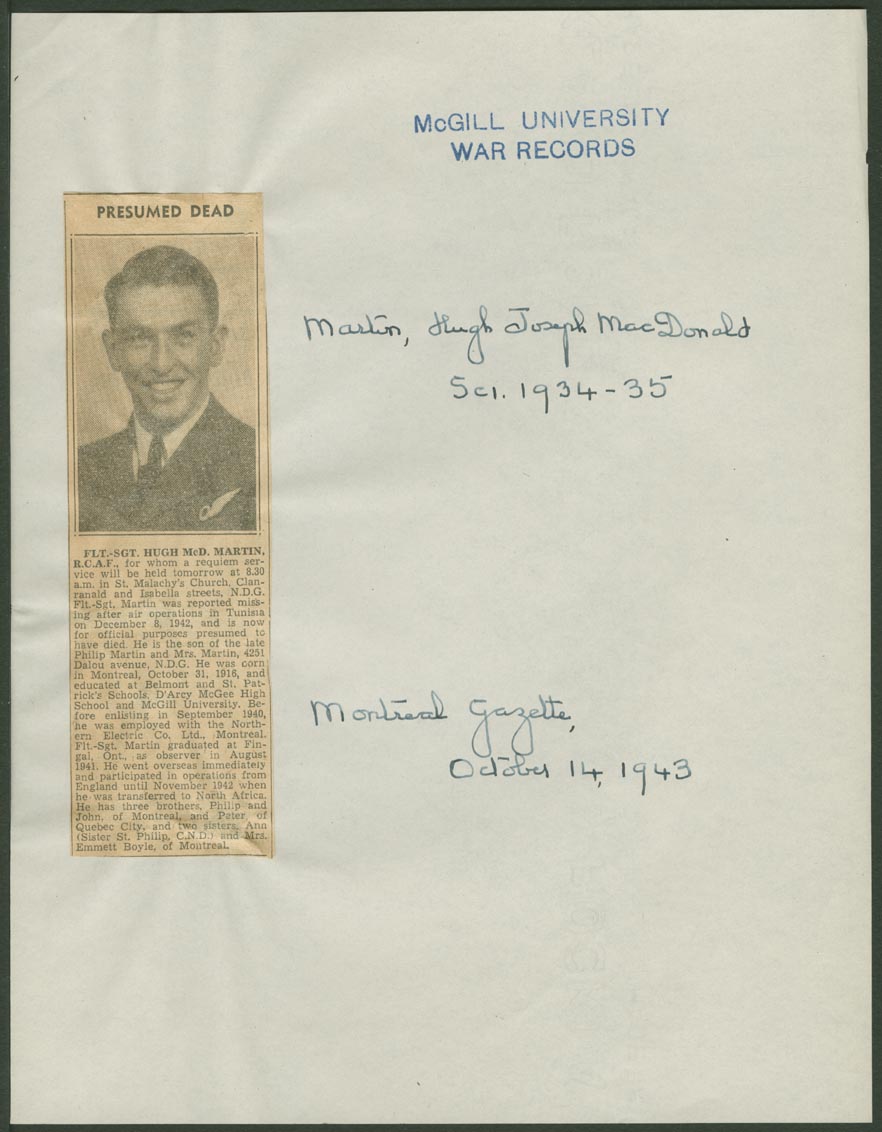 McGILL UNIVERSITY
WAR RECORDS
PRESUMED DEAD
Martin, Hugh Joseph MacDonald
Sci. 1934-35
FLT.-SGT. HUGH McD. MARTIN,
R.C.A.F., for whom a requiem ser-
vice will be held tomorrow at 8.30
a.m. in St. Malachy's Church, Clan-
ranald and Isabella streets, N.D.G.
Flt.-Sgt. Martin was reported miss-
ing after air operations in Tunisia
on December 8, 1942, and is now
for official purposes presumed to
have died. He is the son of the late
Philip Martin and Mrs. Martin, 4251
Dalou avenue, N.D.G. He was corn
in Montreal, October 31, 1916, and
educated at Belmont and St. Pat-
rick's Schools, D'Arcy McGee High
School and McGill University. Be-
fore enlisting in September 1940,
he was employed with the North-
ern Electric Co. Ltd., Montreal.
Flt.-Sgt. Martin graduated at Fin-
gal, Ont., as observer in August
1941. He went overseas immediately
and participated in operations from
England until November 1942 when
he was transferred to North Africa.
He has three brothers, Philip and
John, of Montreal, and Peter, of
Quebec City, and two sisters, Ann
(Sister St. Philip, C.N.D.) and Mrs.
Emmett Boyle, of Montreal.
Montreal Gazette,
October 14, 1943